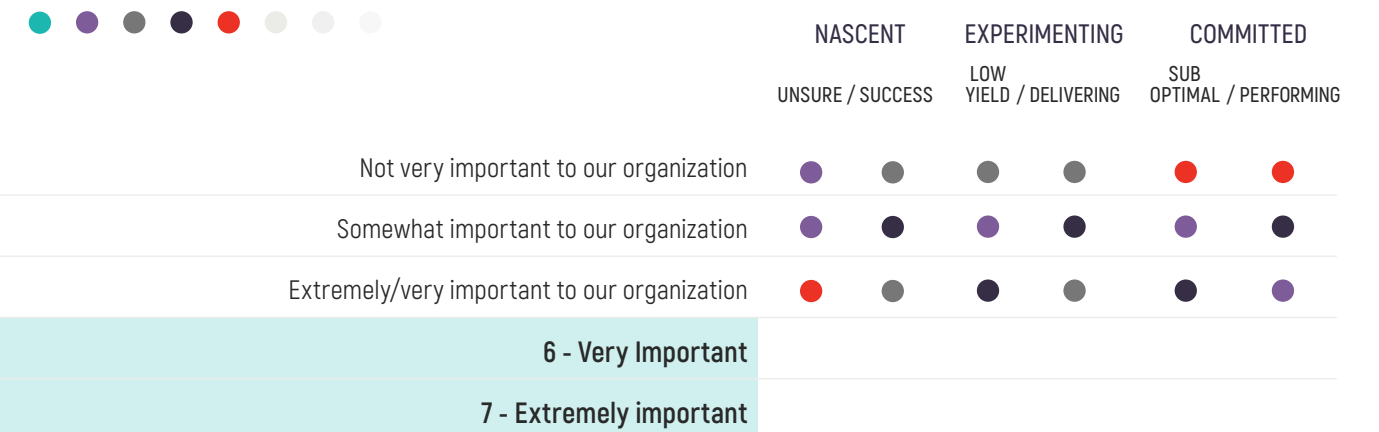 NASCENT EXPERIMENTING COMMITTED
UNSURE / SUCCESS LOW YIELD / DELIVERING SUB OPTIMAL / PERFORMING
Not very important to our organization
Somewhat important to our organization
Extremely/very important to our organization
6 - Very Important
7 - Extremely important